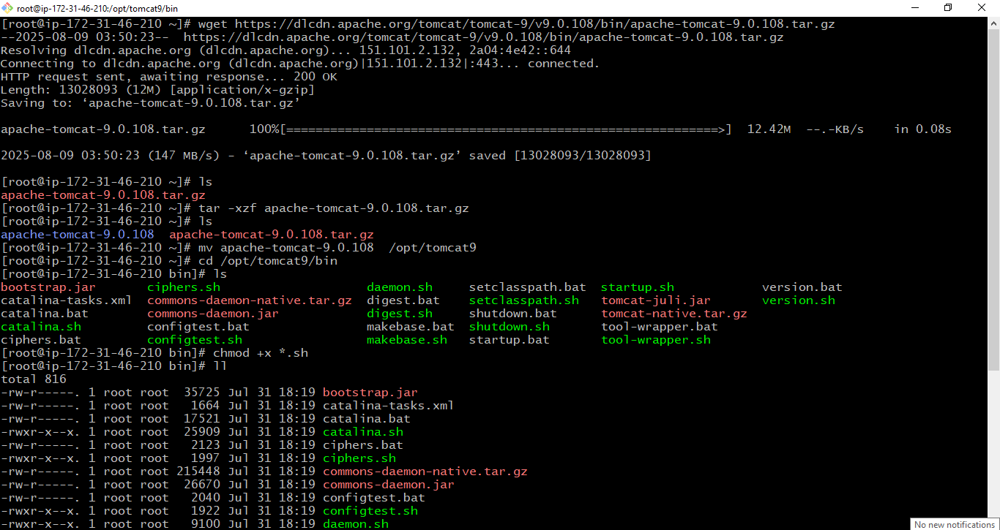 root@ip-172-31-46-210:/opt/tomcat9/bin
[root@ip-172-31-46-210 ~]# wget https://dlcdn.apache.org/tomcat/tomcat-9/v9.0.108/bin/apache-tomcat-9.0.108.tar.gz
--2025-08-09 03:50:23--  https://dlcdn.apache.org/tomcat/tomcat-9/v9.0.108/bin/apache-tomcat-9.0.108.tar.gz
Resolving dlcdn.apache.org (dlcdn.apache.org)... 151.101.2.132, 2a04:4e42::644
Connecting to dlcdn.apache.org (dlcdn.apache.org)|151.101.2.132|:443... connected.
HTTP request sent, awaiting response... 200 OK
Length: 13028093 (12M) [application/x-gzip]
Saving to: ‘apache-tomcat-9.0.108.tar.gz’
apache-tomcat-9.0.108.tar.gz      100%[===========================================================>]  12.42M  --.-KB/s    in 0.08s
2025-08-09 03:50:23 (147 MB/s) - ‘apache-tomcat-9.0.108.tar.gz’ saved [13028093/13028093]
[root@ip-172-31-46-210 ~]# ls
apache-tomcat-9.0.108.tar.gz
[root@ip-172-31-46-210 ~]# tar -xzf apache-tomcat-9.0.108.tar.gz
[root@ip-172-31-46-210 ~]# ls
apache-tomcat-9.0.108  apache-tomcat-9.0.108.tar.gz
[root@ip-172-31-46-210 ~]# mv apache-tomcat-9.0.108  /opt/tomcat9
[root@ip-172-31-46-210 ~]# cd /opt/tomcat9/bin
[root@ip-172-31-46-210 bin]# ls
bootstrap.jar       ciphers.sh                    daemon.sh     setclasspath.bat  startup.sh            version.bat
catalina-tasks.xml  commons-daemon-native.tar.gz  digest.bat    setclasspath.sh   tomcat-juli.jar       version.sh
catalina.bat        commons-daemon.jar            digest.sh     shutdown.bat      tomcat-native.tar.gz
catalina.sh         configtest.bat                makebase.bat  shutdown.sh       tool-wrapper.bat
ciphers.bat         configtest.sh                 makebase.sh   startup.bat       tool-wrapper.sh
[root@ip-172-31-46-210 bin]# chmod +x *.sh
[root@ip-172-31-46-210 bin]# ll
total 816
-rw-r-----. 1 root root  35725 Jul 31 18:19 bootstrap.jar
-rw-r-----. 1 root root   1664 Jul 31 18:19 catalina-tasks.xml
-rw-r-----. 1 root root  17521 Jul 31 18:19 catalina.bat
-rwxr-x--x. 1 root root  25909 Jul 31 18:19 catalina.sh
-rw-r-----. 1 root root   2123 Jul 31 18:19 ciphers.bat
-rwxr-x--x. 1 root root   1997 Jul 31 18:19 ciphers.sh
-rw-r-----. 1 root root 215448 Jul 31 18:19 commons-daemon-native.tar.gz
-rw-r-----. 1 root root  26670 Jul 31 18:19 commons-daemon.jar
-rw-r-----. 1 root root   2040 Jul 31 18:19 configtest.bat
-rwxr-x--x. 1 root root   1922 Jul 31 18:19 configtest.sh
-rwxr-x--x. 1 root root   9100 Jul 31 18:19 daemon.sh
No new notifications